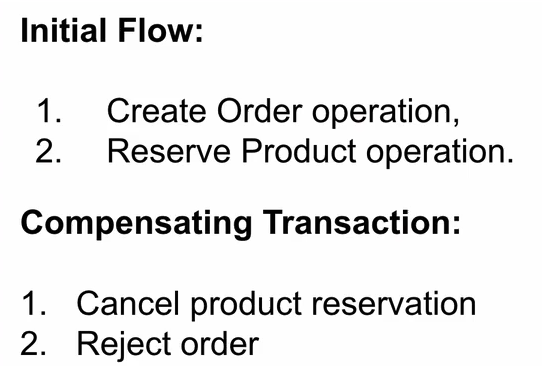 Initial Flow:
1. Create Order operation,
2. Reserve Product operation.
Compensating Transaction:
1. Cancel product reservation
2. Reject order